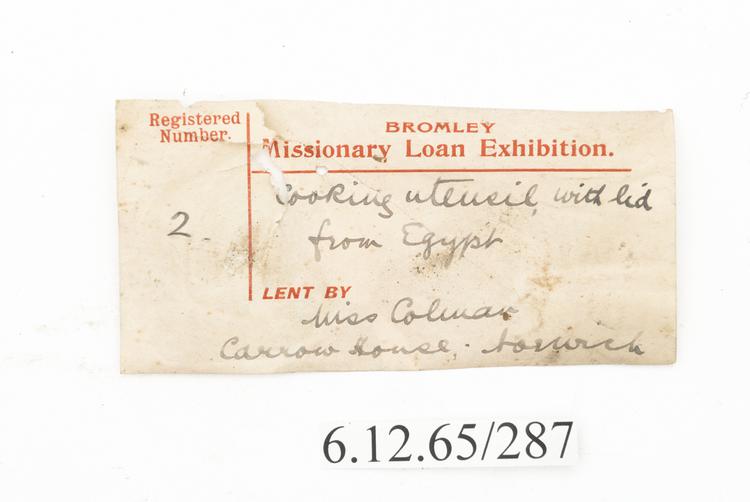 Registered
Number.
2
BROMLEY
Missionary Loan Exhibition.
Cooking utensil, with lid
from Egypt
LENT BY
Miss Colman
Carrow House. Norwich
6.12.65/287